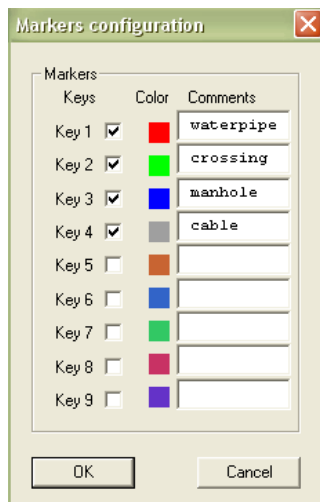 Markers configuration
Markers
Keys Color Comments
Key 1 waterpipe
Key 2 crossing
Key 3 manhole
Key 4 cable
Key 5
Key 6
Key 7
Key 8
Key 9
OK Cancel